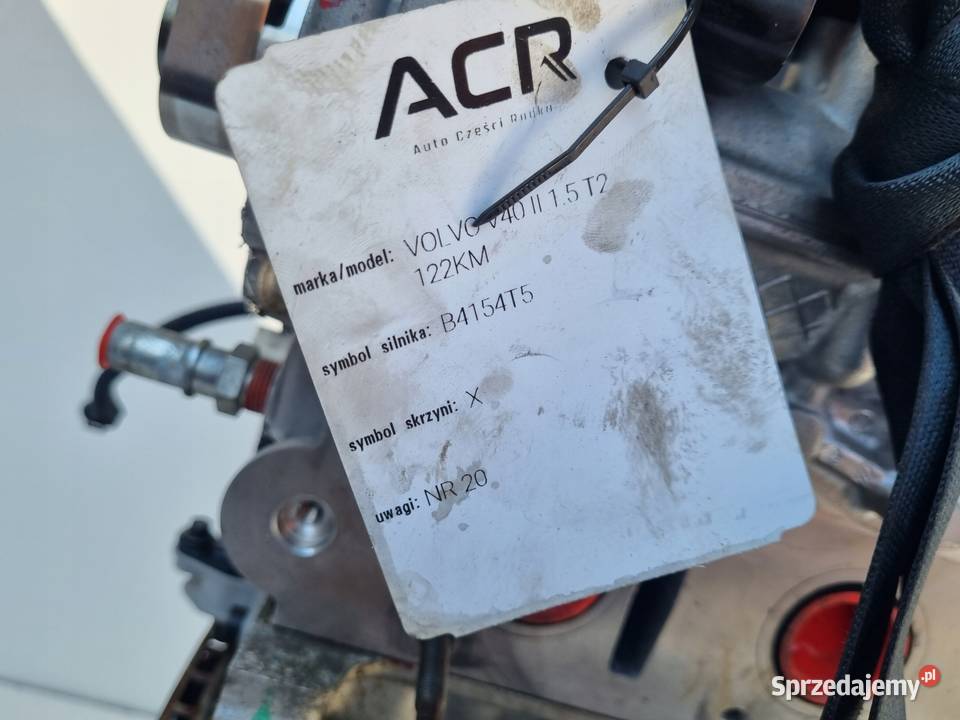 ACR
Auto Części Rudku
marka/model: VOLVO V40 II 1.5 T2
122KM
symbol silnika: B4154T5
symbol skrzyni: X
uwagi: NR 20
Sprzedajemy.pl